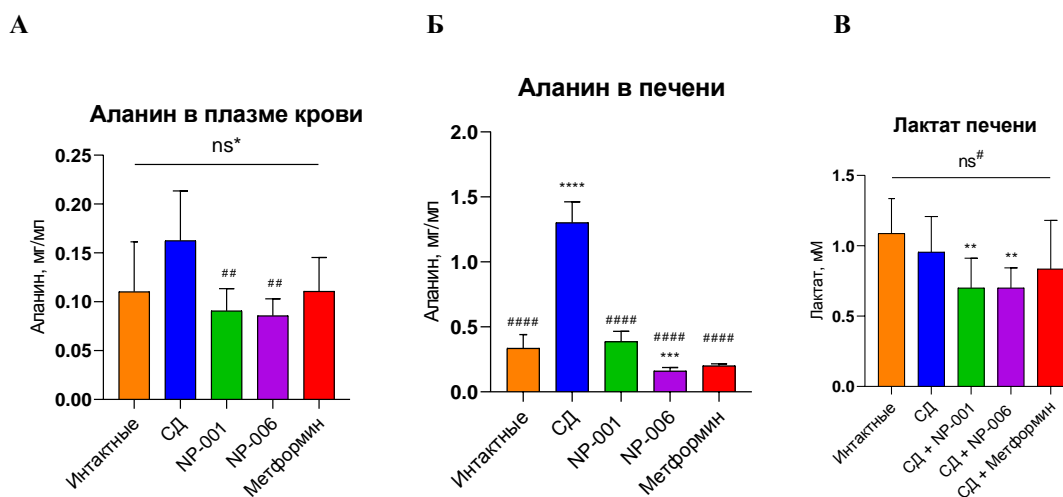 А
Б
В
Аланин в плазме крови
ns*
Аланин, мг/мл
0.25
0.20
0.15
0.10
0.05
0.00
##
##
Интактные
СД
NP-001
NP-006
Метформин
Аланин в печени
Аланин, мг/мл
2.0
1.5
1.0
0.5
0.0
####
****
####
####
***
####
Интактные
СД
NP-001
NP-006
Метформин
Лактат печени
ns#
Лактат, мМ
1.5
1.0
0.5
0.0
**
**
Интактные
СД
СД + NP-001
СД + NP-006
СД + Метформин